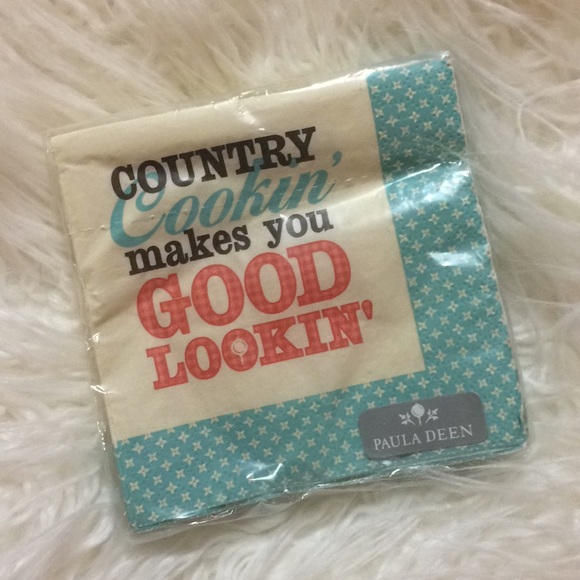 COUNTRY
Cookin'
makes you
GOOD
LOOKIN'
PAULA DEEN